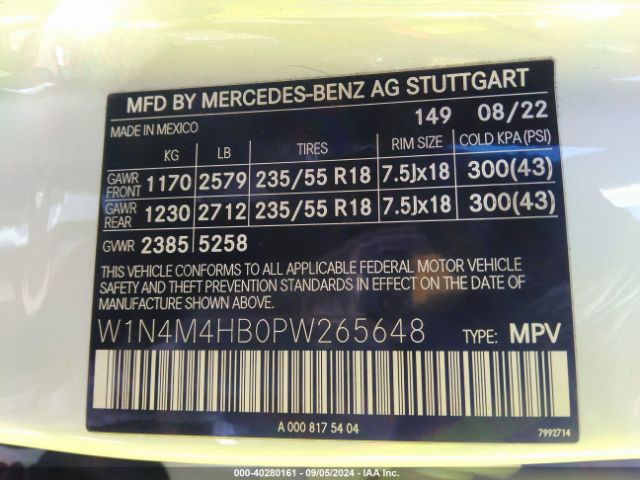 MFD BY MERCEDES-BENZ AG STUTTGART
MADE IN MEXICO 149 08/22
KG LB TIRES RIM SIZE COLD KPA(PSI)
GAWR FRONT 1170 2579 235/55 R18 7.5Jx18 300(43)
GAWR REAR 1230 2712 235/55 R18 7.5Jx18 300(43)
GVWR 2385 5258
THIS VEHICLE CONFORMS TO ALL APPLICABLE FEDERAL MOTOR VEHICLE
SAFETY AND THEFT PREVENTION STANDARDS IN EFFECT ON THE DATE OF
MANUFACTURE SHOWN ABOVE.
W1N4M4HB0PW265648 TYPE: MPV
A 000 817 54 04
7992714
000-40280161 - 09/05/2024 - IAA Inc.